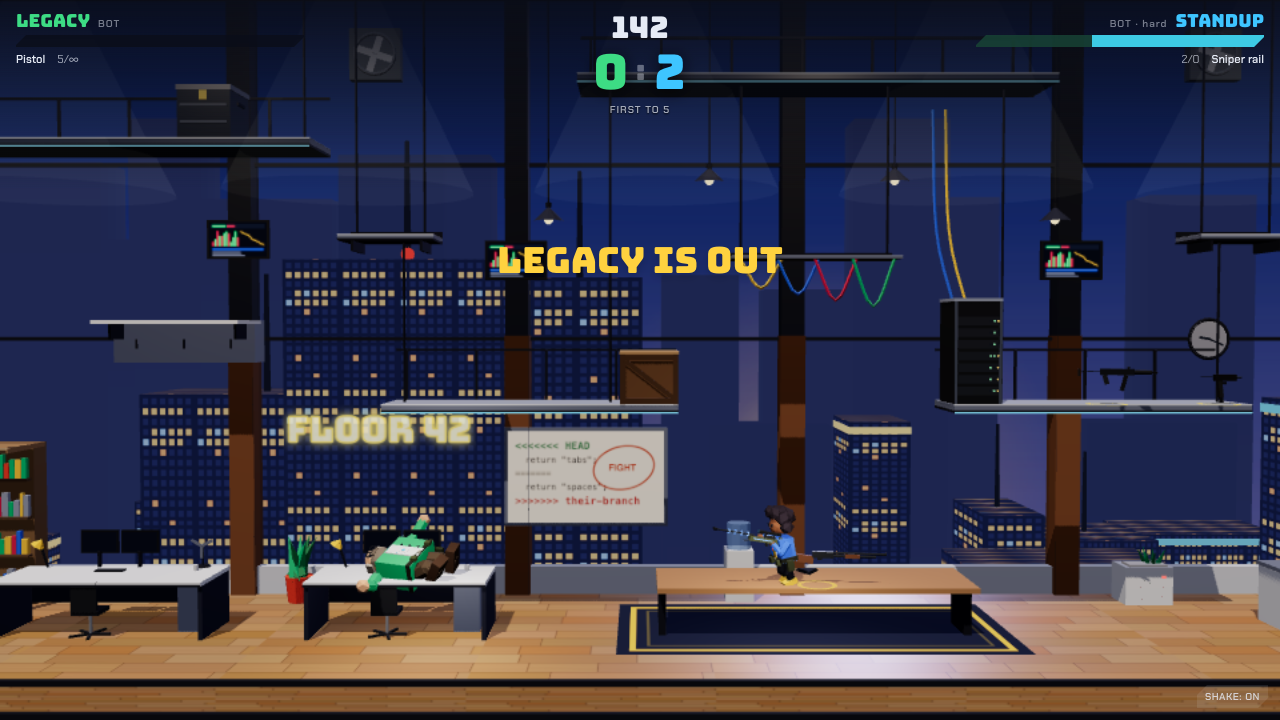 LEGACY BOT
Pistol 5/∞
142
0 : 2
FIRST TO 5
BOT · hard STANDUP
2/0 Sniper rail
LEGACY IS OUT
FLOOR 42
<<<<<<< HEAD
return "tabs";
=======
return "spaces";
>>>>>>> their-branch
FIGHT
SHAKE: ON